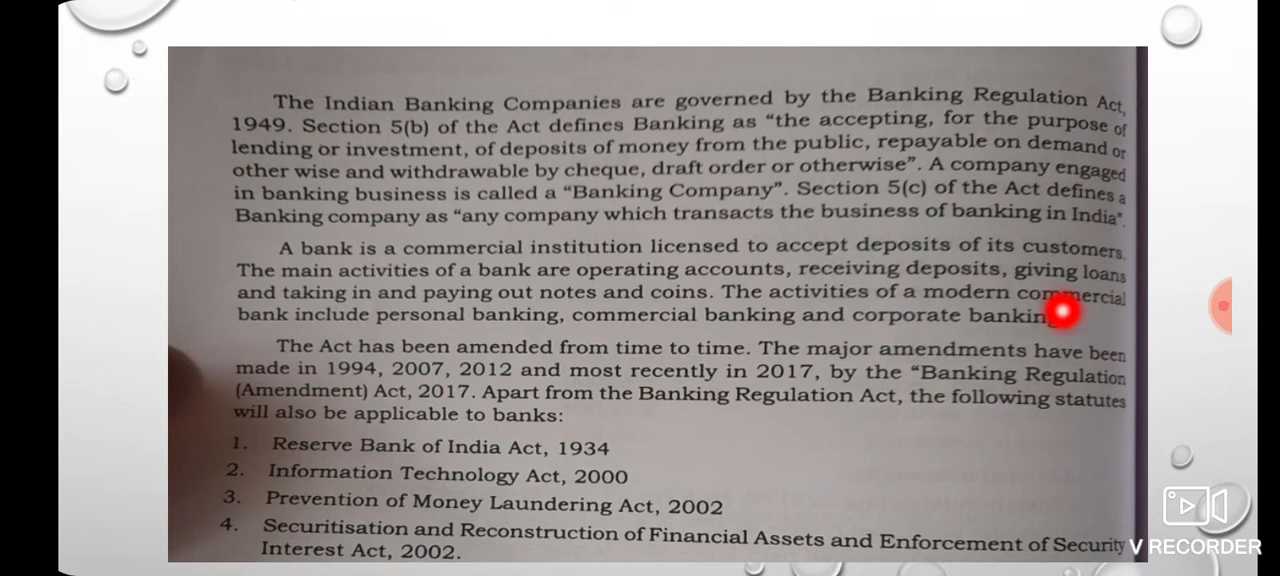 The Indian Banking Companies are governed by the Banking Regulation Act,
1949. Section 5(b) of the Act defines Banking as “the accepting, for the purpose of
lending or investment, of deposits of money from the public, repayable on demand or
other wise and withdrawable by cheque, draft order or otherwise”. A company engaged
in banking business is called a “Banking Company”. Section 5(c) of the Act defines a
Banking company as “any company which transacts the business of banking in India”.
A bank is a commercial institution licensed to accept deposits of its customers.
The main activities of a bank are operating accounts, receiving deposits, giving loans
and taking in and paying out notes and coins. The activities of a modern commercial
bank include personal banking, commercial banking and corporate banking
The Act has been amended from time to time. The major amendments have been
made in 1994, 2007, 2012 and most recently in 2017, by the “Banking Regulation
(Amendment) Act, 2017. Apart from the Banking Regulation Act, the following statutes
will also be applicable to banks:
1. Reserve Bank of India Act, 1934
2. Information Technology Act, 2000
3. Prevention of Money Laundering Act, 2002
4. Securitisation and Reconstruction of Financial Assets and Enforcement of Security
Interest Act, 2002.
V RECORDER